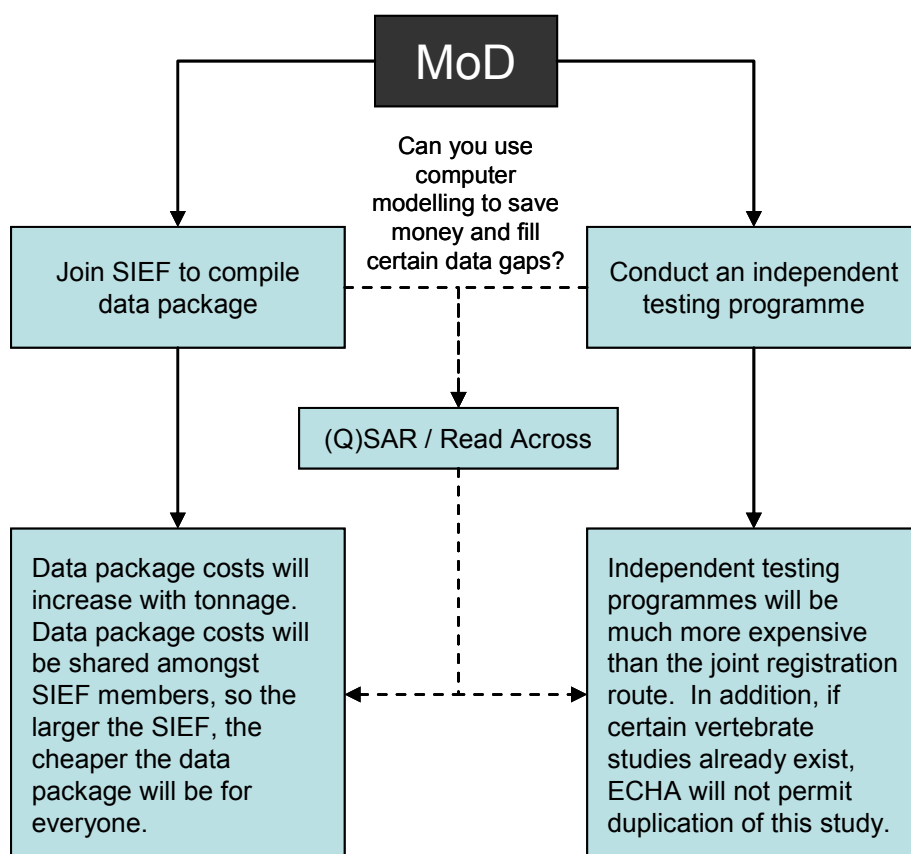 MoD
Can you use
computer
modelling to save
money and fill
certain data gaps?
Join SIEF to compile
data package
Conduct an independent
testing programme
(Q)SAR / Read Across
Data package costs will
increase with tonnage.
Data package costs will
be shared amongst
SIEF members, so the
larger the SIEF, the
cheaper the data
package will be for
everyone.
Independent testing
programmes will be
much more expensive
than the joint registration
route.  In addition, if
certain vertebrate
studies already exist,
ECHA will not permit
duplication of this study.